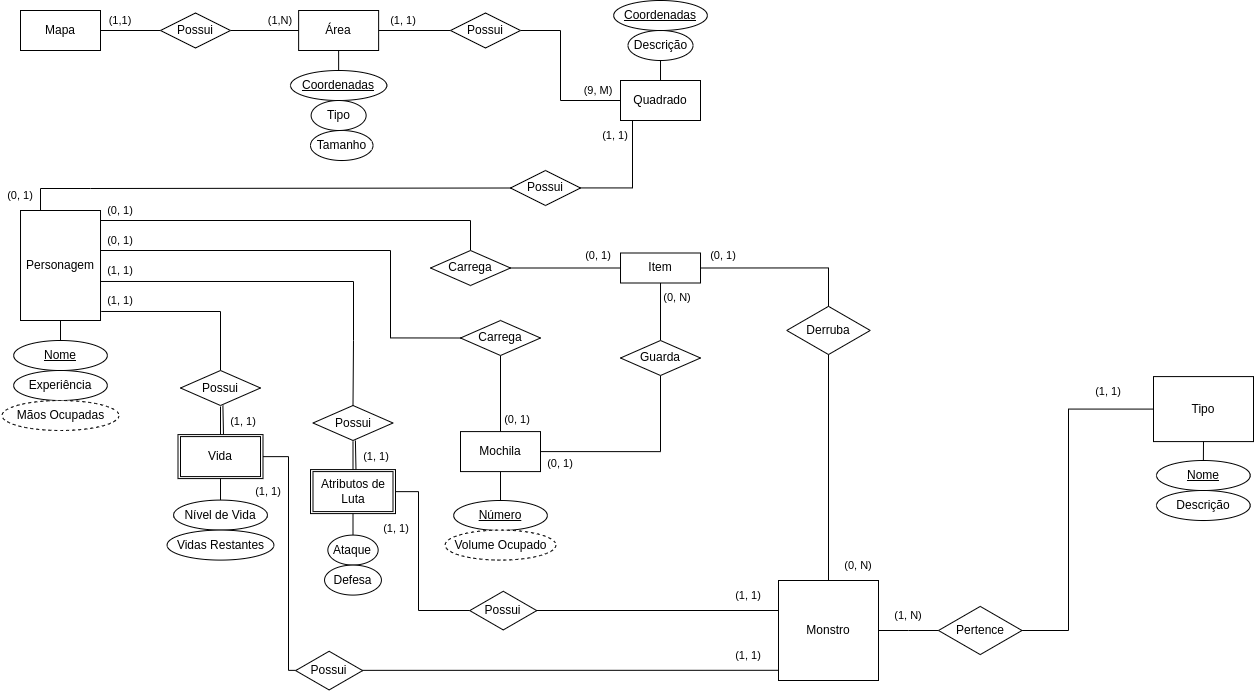 Coordenadas
Mapa
(1,1)
Possui
(1,N)
Área
(1, 1)
Possui
Descrição
Coordenadas
(9, M)
Quadrado
Tipo
(1, 1)
Tamanho
Possui
(0, 1)
(0, 1)
(0, 1)
Personagem
(1, 1)
(1, 1)
Carrega
(0, 1)
Item
(0, 1)
(0, N)
Derruba
Carrega
Nome
Experiência
Mãos Ocupadas
Guarda
Possui
(1, 1)
Possui
(0, 1)
(1, 1)
Tipo
Vida
(1, 1)
Mochila
(0, 1)
(1, 1)
Atributos de
Luta
Nome
Descrição
Nível de Vida
Vidas Restantes
(1, 1)
Número
Volume Ocupado
Ataque
Defesa
(0, N)
Possui
(1, 1)
(1, N)
Monstro
Pertence
(1, 1)
Possui